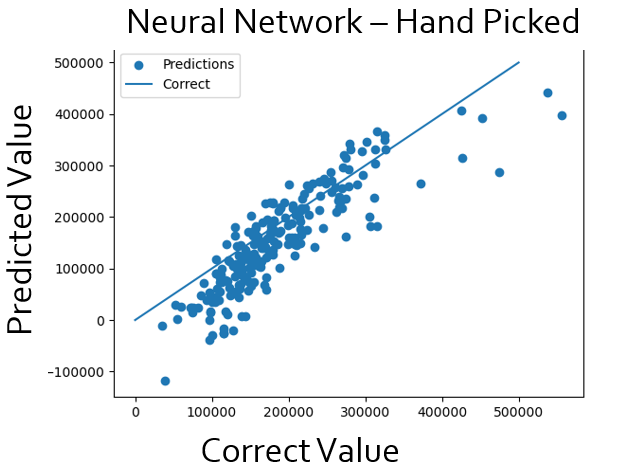 Neural Network – Hand Picked
Predictions
Correct
500000
400000
300000
200000
100000
0
−100000
0 100000 200000 300000 400000 500000
Predicted Value
Correct Value